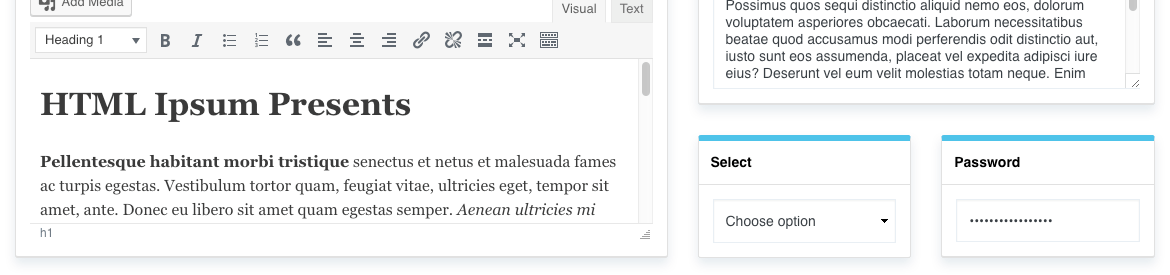 Add Media
Visual
Text
Heading 1
B I
HTML Ipsum Presents
Pellentesque habitant morbi tristique senectus et netus et malesuada fames
ac turpis egestas. Vestibulum tortor quam, feugiat vitae, ultricies eget, tempor sit
amet, ante. Donec eu libero sit amet quam egestas semper. Aenean ultricies mi
h1
Possimus quos sequi distinctio aliquid nemo eos, dolorum
voluptatem asperiores obcaecati. Laborum necessitatibus
beatae quod accusamus modi perferendis odit distinctio aut,
iusto sunt eos assumenda, placeat vel expedita adipisci iure
eius? Deserunt vel eum velit molestias totam neque. Enim
Select
Choose option
Password
•••••••••••••••••